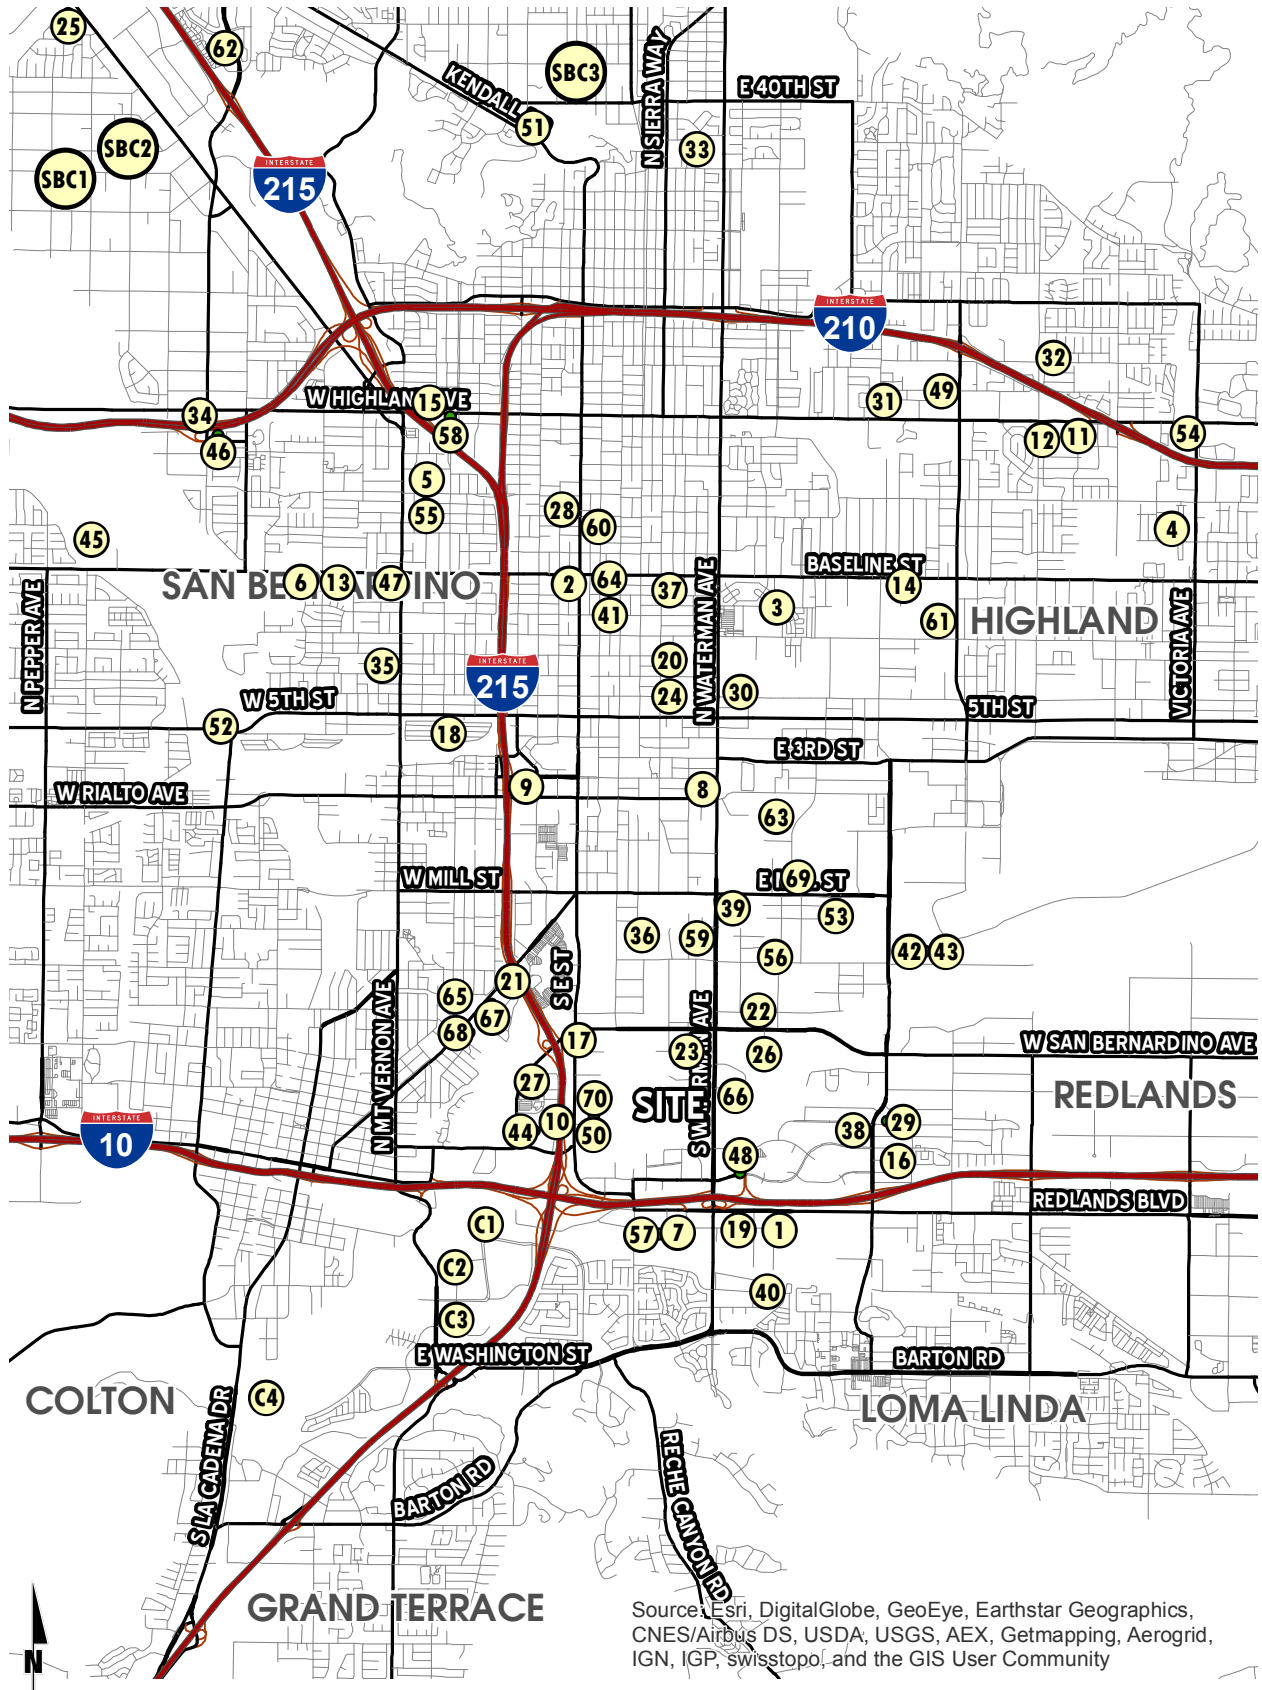 25
62
SBC3
KENDALL
51
N SIERRA WAY
E 40TH ST
33
SBC2
SBC1
INTERSTATE
215
INTERSTATE
210
32
49
31
W HIGHLAND AVE
15
34
58
46
12
11
54
5
55
28
60
4
45
BASELINE ST
SAN BERNARDINO
6
13
47
2
64
37
14
41
3
61
HIGHLAND
N PEPPER AVE
N WATERMAN AVE
VICTORIA AVE
35
20
INTERSTATE
215
24
30
W 5TH ST
5TH ST
52
18
E 3RD ST
W RIALTO AVE
9
8
63
W MILL ST
69
39
53
36
59
56
42
43
S E ST
21
65
67
68
N MT VERNON AVE
22
17
23
26
W SAN BERNARDINO AVE
27
70
SITE
66
REDLANDS
S WATERMAN AVE
INTERSTATE
10
44
10
50
38
29
48
16
REDLANDS BLVD
C1
57
7
19
1
C2
40
C3
E WASHINGTON ST
BARTON RD
COLTON
C4
LOMA LINDA
S LA CADENA DR
BARTON RD
RECHE CANYON RD
GRAND TERRACE
N
Source: Esri, DigitalGlobe, GeoEye, Earthstar Geographics,
CNES/Airbus DS, USDA, USGS, AEX, Getmapping, Aerogrid,
IGN, IGP, swisstopo, and the GIS User Community